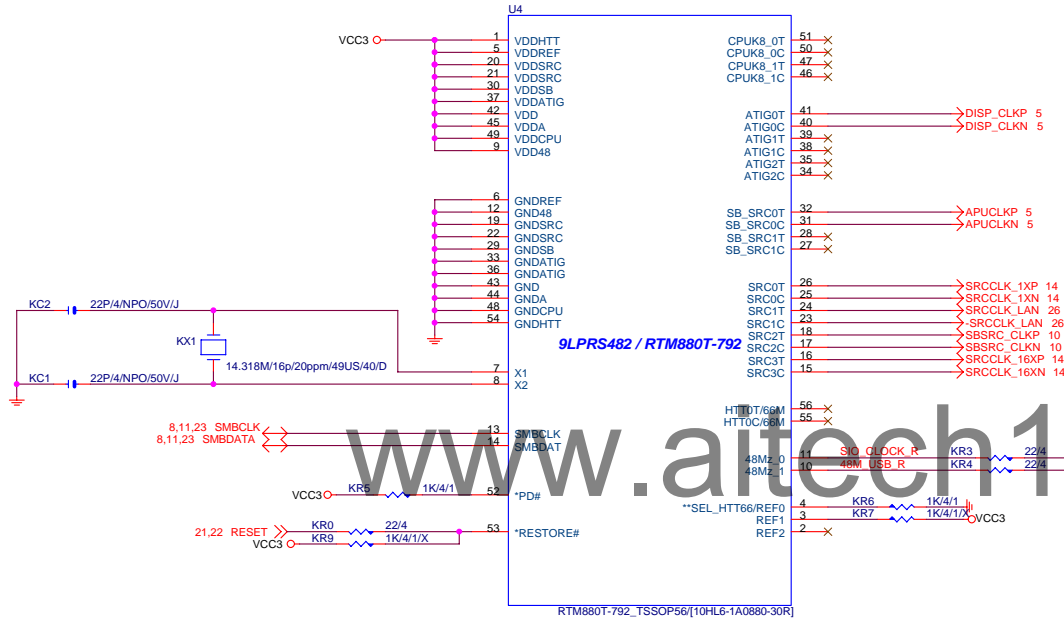 U4
VCC3
1 VDDHTT
5 VDDREF
20 VDDSRC
21 VDDSRC
30 VDDSB
37 VDDATIG
42 VDD
45 VDDA
49 VDDCPU
9 VDD48
6 GNDREF
12 GND48
19 GNDSRC
22 GNDSRC
29 GNDSB
33 GNDATIG
36 GNDATIG
43 GND
44 GNDA
48 GNDCPU
54 GNDHTT
KC2 22P/4/NPO/50V/J
KX1
14.318M/16p/20ppm/49US/40/D
KC1 22P/4/NPO/50V/J
7 X1
8 X2
8,11,23 SMBCLK 13 SMBCLK
8,11,23 SMBDATA 14 SMBDAT
VCC3 KR5 1K/4/1 52 *PD#
21,22 RESET KR0 22/4 53 *RESTORE#
VCC3 KR9 1K/4/1/X
CPUK8_0T 51
CPUK8_0C 50
CPUK8_1T 47
CPUK8_1C 46
ATIG0T 41 DISP_CLKP 5
ATIG0C 40 DISP_CLKN 5
ATIG1T 39
ATIG1C 38
ATIG2T 35
ATIG2C 34
SB_SRC0T 32 APUCLKP 5
SB_SRC0C 31 APUCLKN 5
SB_SRC1T 28
SB_SRC1C 27
SRC0T 26 SRCCLK_1XP 14
SRC0C 25 SRCCLK_1XN 14
SRC1T 24 SRCCLK_LAN 26
SRC1C 23 -SRCCLK_LAN 26
SRC2T 18 SBSRC_CLKP 10
SRC2C 17 SBSRC_CLKN 10
SRC3T 16 SRCCLK_16XP 14
SRC3C 15 SRCCLK_16XN 14
9LPRS482 / RTM880T-792
HTT0T/66M 56
HTT0C/66M 55
48Mz_0 11 SIO_CLOCK_R KR3 22/4
48Mz_1 10 48M_USB_R KR4 22/4
**SEL_HTT66/REF0 4 KR6 1K/4/1
REF1 3 KR7 1K/4/1/X VCC3
REF2 2
www.aitech1
RTM880T-792_TSSOP56/[10HL6-1A0880-30R]